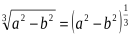 ∛(a² − b²) = (a² − b²)^(1/3)